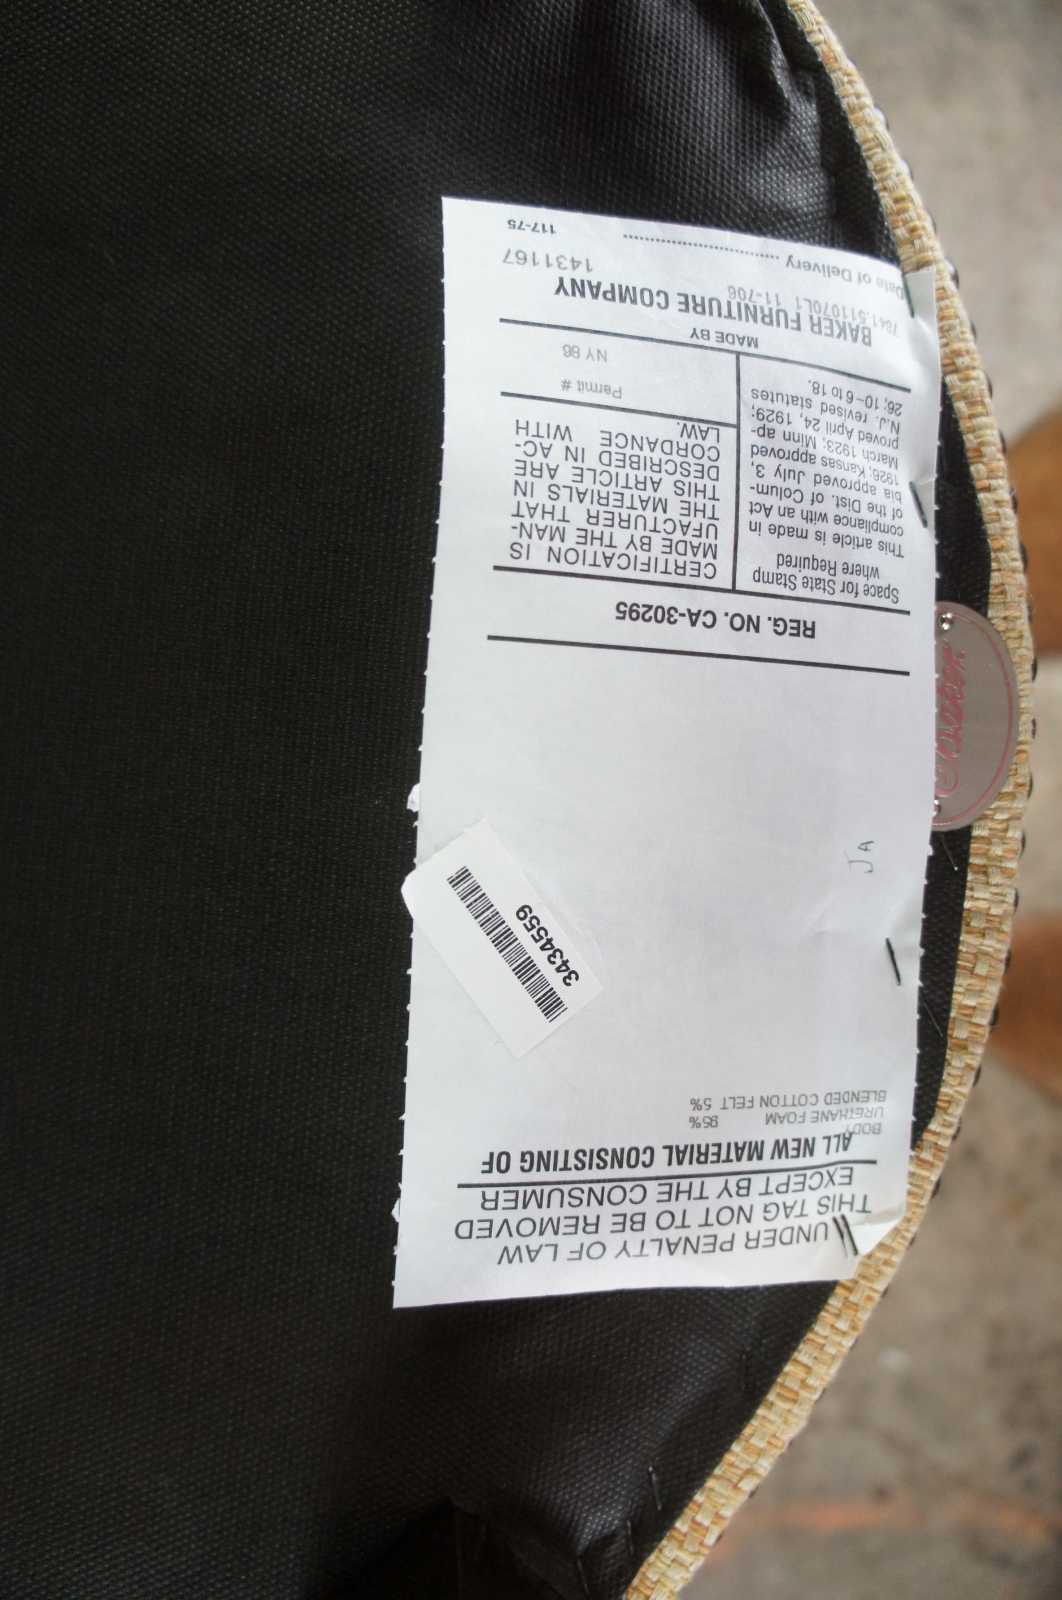 UNDER PENALTY OF LAW
THIS TAG NOT TO BE REMOVED
EXCEPT BY THE CONSUMER
ALL NEW MATERIAL CONSISTING OF
BODY:
URETHANE FOAM 95%
BLENDED COTTON FELT 5%
3434559
JA
REG. NO. CA-30295
Space for State Stamp
where Required
This article is made in
compliance with an Act
of the Dist. of Colum-
bia approved July 3,
1926; Kansas approved
March 1923; Minn ap-
proved April 24, 1929;
N.J. revised statutes
26; 10-6 to 18.
CERTIFICATION IS
MADE BY THE MAN-
UFACTURER THAT
THE MATERIALS IN
THIS ARTICLE ARE
DESCRIBED IN AC-
CORDANCE WITH
LAW.
Permit #
NY 86
MADE BY
BAKER FURNITURE COMPANY
7841-511070L1 11-706
1431167
Date of Delivery
117-75
Baker